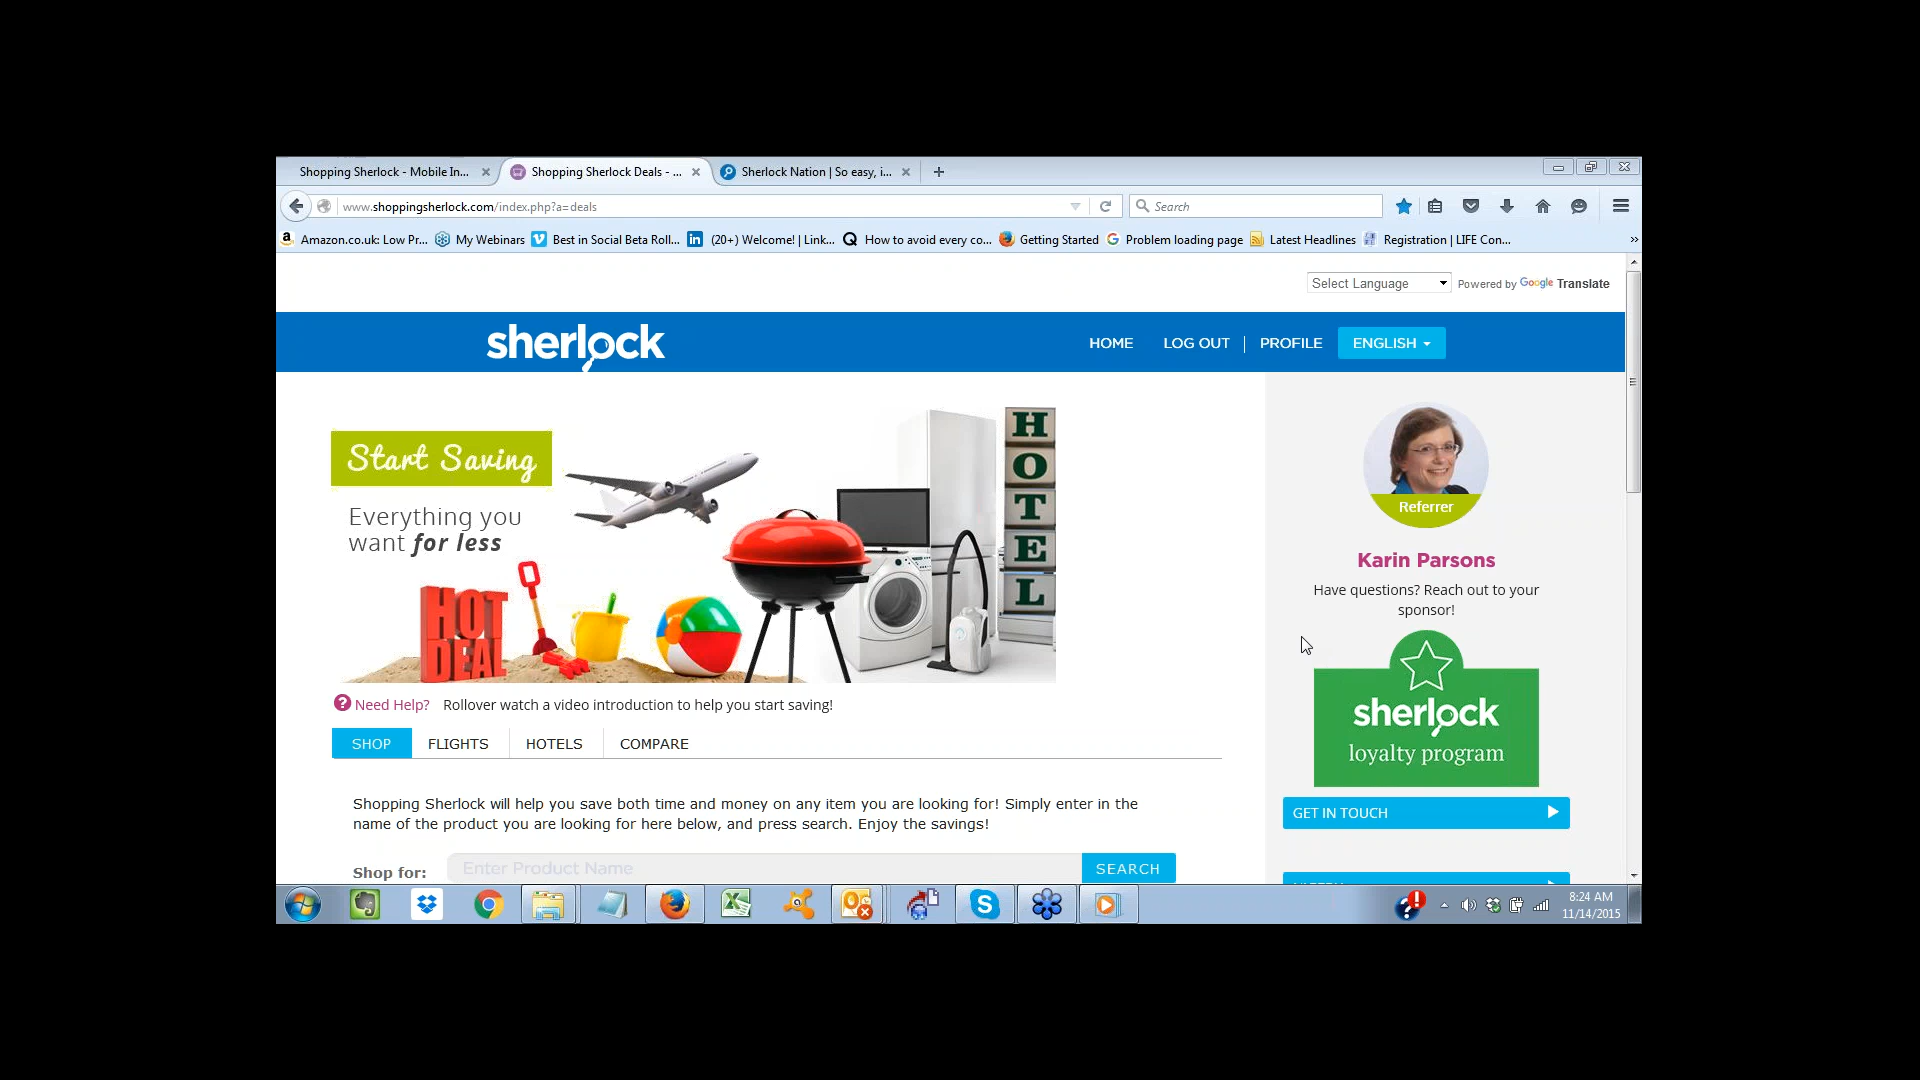 Shopping Sherlock - Mobile In...
Shopping Sherlock Deals - ...
Sherlock Nation | So easy, i...
www.shoppingsherlock.com/index.php?a=deals
Search
Amazon.co.uk: Low Pr...
My Webinars
Best in Social Beta Roll...
(20+) Welcome! | Link...
How to avoid every co...
Getting Started
Problem loading page
Latest Headlines
Registration | LIFE Con...
Select Language
Powered by Google Translate
sherlock
HOME
LOG OUT
PROFILE
ENGLISH
Start Saving
Everything you
want for less
HOT
DEAL
HOTEL
Referrer
Karin Parsons
Have questions? Reach out to your
sponsor!
sherlock
loyalty program
GET IN TOUCH
Need Help? Rollover watch a video introduction to help you start saving!
SHOP
FLIGHTS
HOTELS
COMPARE
Shopping Sherlock will help you save both time and money on any item you are looking for! Simply enter in the
name of the product you are looking for here below, and press search. Enjoy the savings!
Shop for:
Enter Product Name
SEARCH
8:24 AM
11/14/2015